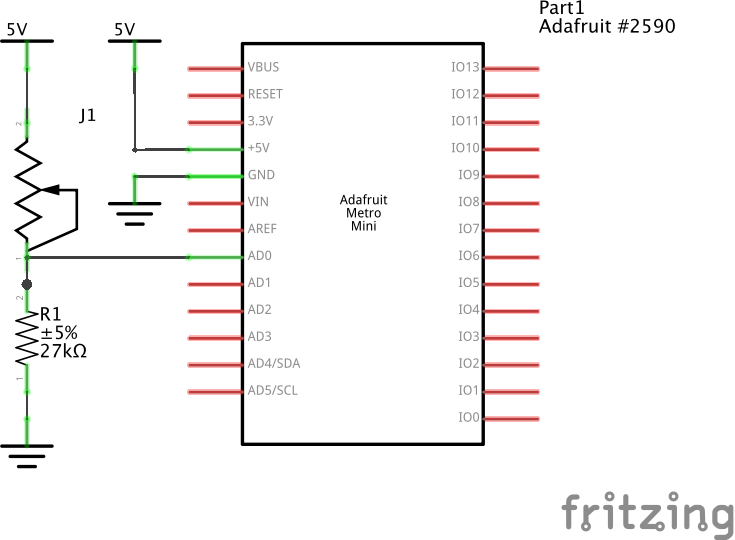 Part1
Adafruit #2590
5V
5V
J1
2
1
2
R1
±5%
27kΩ
1
VBUS
RESET
3.3V
+5V
GND
VIN
AREF
AD0
AD1
AD2
AD3
AD4/SDA
AD5/SCL
Adafruit
Metro
Mini
IO13
IO12
IO11
IO10
IO9
IO8
IO7
IO6
IO5
IO4
IO3
IO2
IO1
IO0
fritzing